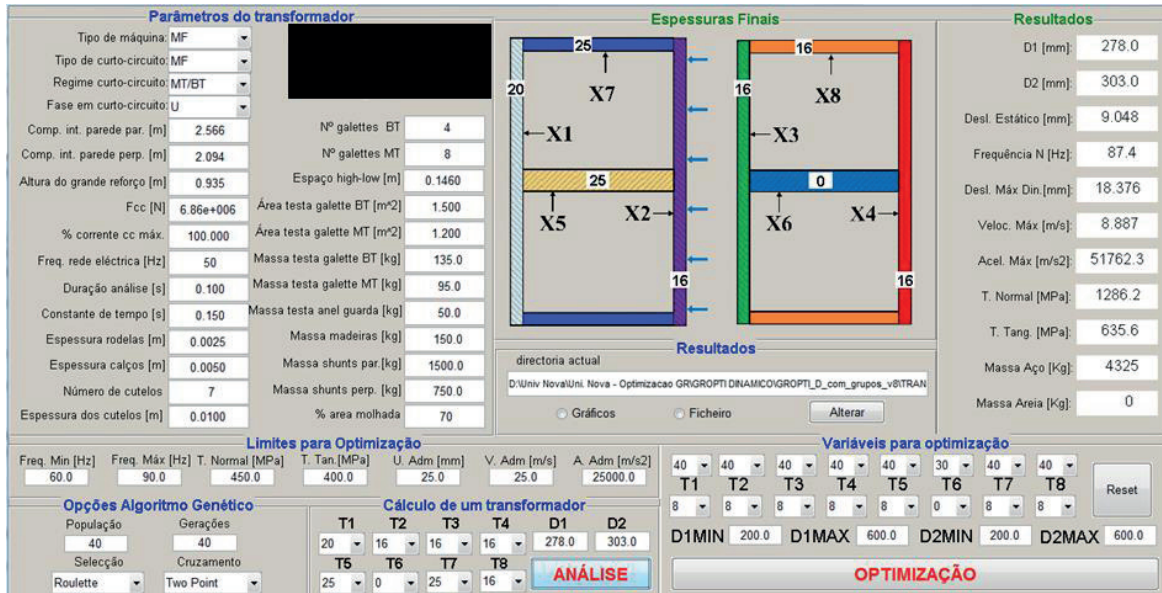 Parâmetros do transformador
Tipo de máquina: MF
Tipo de curto-circuito: MF
Regime curto-circuito: MT/BT
Fase em curto-circuito: U
Comp. int. parede par. [m] 2.566
Comp. int. parede perp. [m] 2.094
Altura do grande reforço [m] 0.935
Fcc [N] 6.86e+006
% corrente cc máx. 100.000
Freq. rede eléctrica [Hz] 50
Duração análise [s] 0.100
Constante de tempo [s] 0.150
Espessura rodelas [m] 0.0025
Espessura calços [m] 0.0050
Número de cutelos 7
Espessura dos cutelos [m] 0.0100
Nº galettes BT 4
Nº galettes MT 8
Espaço high-low [m] 0.1460
Área testa galette BT [m^2] 1.500
Área testa galette MT [m^2] 1.200
Massa testa galette BT [kg] 135.0
Massa testa galette MT [kg] 95.0
Massa testa anel guarda [kg] 50.0
Massa madeiras [kg] 150.0
Massa shunts par.[kg] 1500.0
Massa shunts perp. [kg] 750.0
% area molhada 70
Espessuras Finais
25
X7
20
X1
25
X5
X2
16
16
X8
16
X3
0
X6
X4
16
Resultados
directoria actual
D:\Univ Nova\Uni. Nova - Optimizacao GR\GROPTI DINAMICO\GROPTI_D_com_grupos_v8\TRAN
Gráficos Ficheiro Alterar
Resultados
D1 [mm]: 278.0
D2 [mm]: 303.0
Desl. Estático [mm]: 9.048
Frequência N [Hz]: 87.4
Desl. Máx Din.[mm]: 18.376
Veloc. Máx [m/s]: 8.887
Acel. Máx [m/s2]: 51762.3
T. Normal [MPa]: 1286.2
T. Tang. [MPa]: 635.6
Massa Aço [Kg]: 4325
Massa Areia [Kg]: 0
Limites para Optimização
Freq. Min [Hz] Freq. Máx [Hz] T. Normal [MPa] T. Tan.[MPa] U. Adm [mm] V. Adm [m/s] A. Adm [m/s2]
60.0 90.0 450.0 400.0 25.0 25.0 25000.0
Opções Algoritmo Genético
População Gerações
40 40
Selecção Cruzamento
Roulette Two Point
Cálculo de um transformador
T1 T2 T3 T4 D1 D2
20 16 16 16 278.0 303.0
T5 T6 T7 T8
25 0 25 16 ANÁLISE
Variáveis para optimização
40 40 40 40 40 30 40 40
T1 T2 T3 T4 T5 T6 T7 T8 Reset
8 8 8 8 8 0 8 8
D1MIN 200.0 D1MAX 600.0 D2MIN 200.0 D2MAX 600.0
OPTIMIZAÇÃO